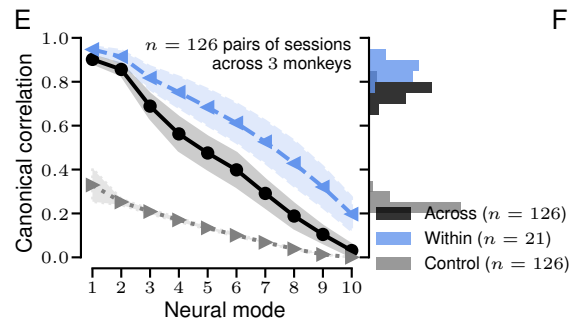 E
F
n = 126 pairs of sessions
across 3 monkeys
Canonical correlation
1.0
0.8
0.6
0.4
0.2
0.0
1 2 3 4 5 6 7 8 9 10
Neural mode
Across (n = 126)
Within (n = 21)
Control (n = 126)